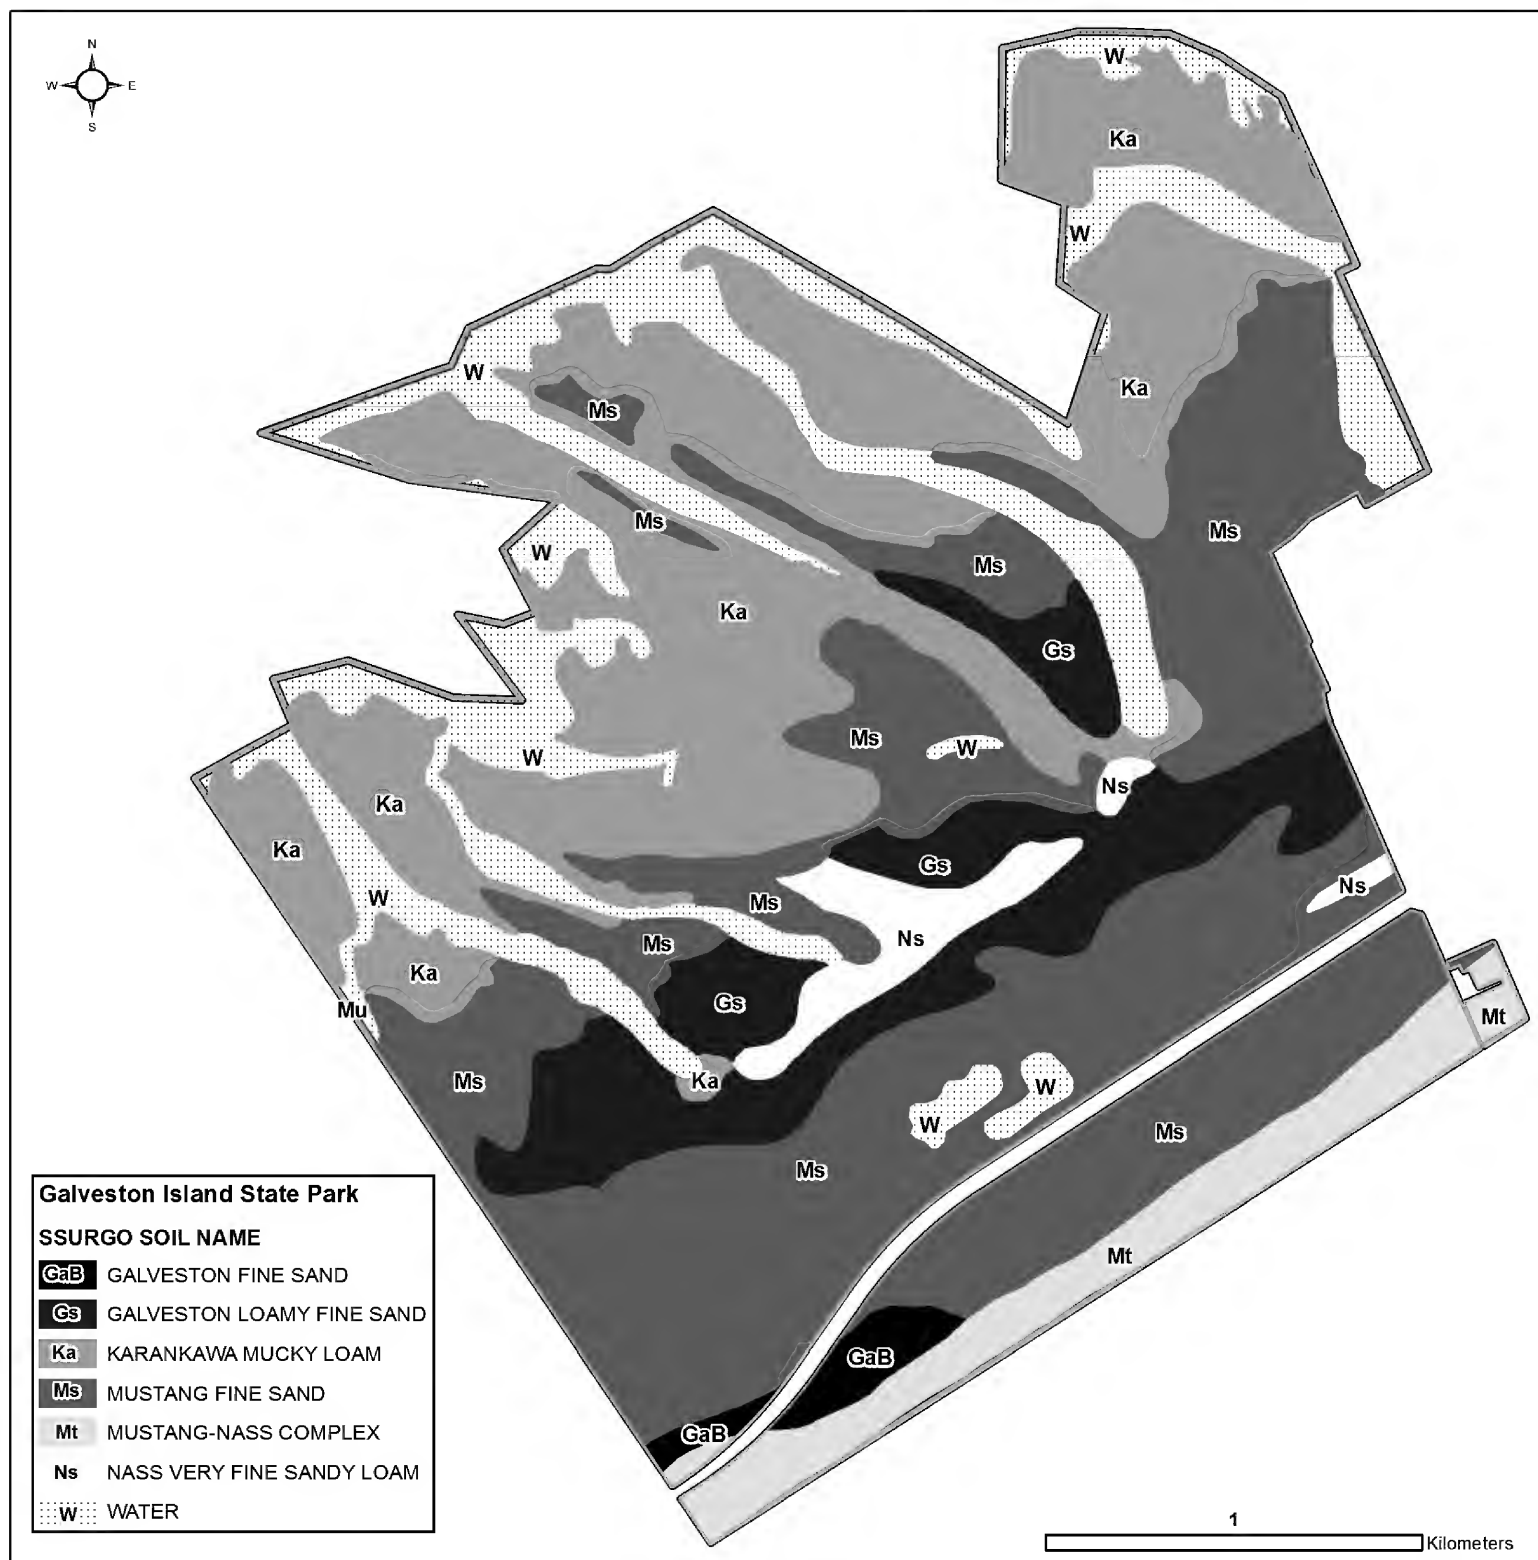 N
W E
S
W
Ka
W
Ka
W
Ms
Ms
W
Ms
Ms
Ka
Gs
Ms
W
W
Ns
Ka
Ka
Gs
Ns
W
Ms
Ms
Ns
Ka
Gs
Mu
Mt
Ms
Ka
W
W
Ms
Ms
Mt
GaB
GaB
Galveston Island State Park
SSURGO SOIL NAME
GaB GALVESTON FINE SAND
Gs GALVESTON LOAMY FINE SAND
Ka KARANKAWA MUCKY LOAM
Ms MUSTANG FINE SAND
Mt MUSTANG-NASS COMPLEX
Ns NASS VERY FINE SANDY LOAM
W WATER
1
Kilometers